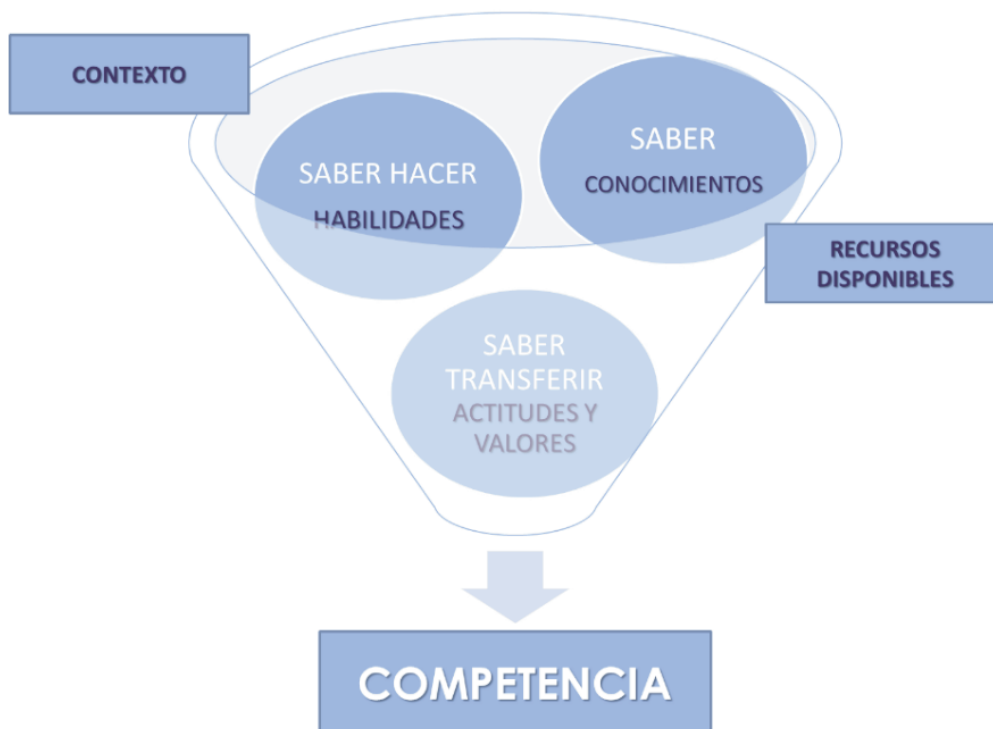 CONTEXTO
SABER HACER
HABILIDADES
SABER
CONOCIMIENTOS
RECURSOS
DISPONIBLES
SABER
TRANSFERIR
ACTITUDES Y
VALORES
COMPETENCIA